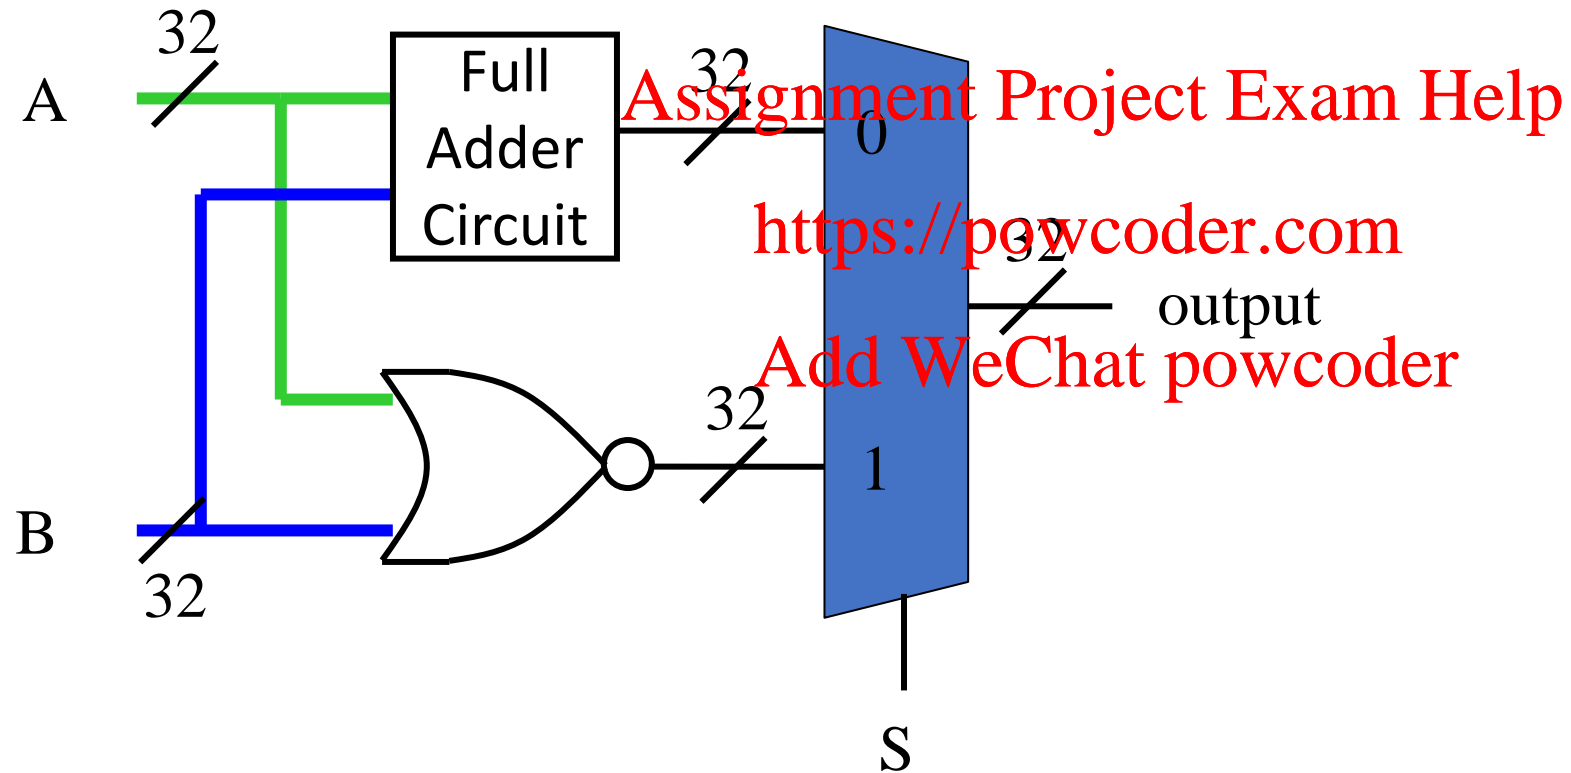 32
A
Full
Adder
Circuit
32
Assignment Project Exam Help
0
https://powcoder.com
32
output
Add WeChat powcoder
32
1
B
32
S